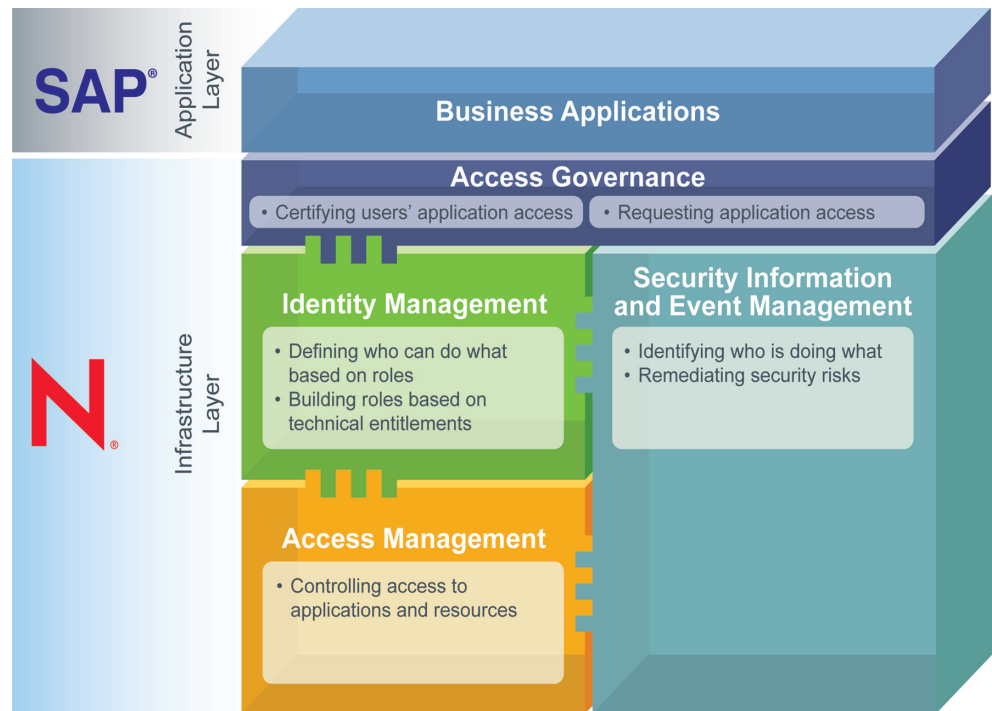 SAP®
Application
Layer
Business Applications
Access Governance
• Certifying users' application access
• Requesting application access
Identity Management
• Defining who can do what
based on roles
• Building roles based on
technical entitlements
Security Information
and Event Management
• Identifying who is doing what
• Remediating security risks
N®
Infrastructure
Layer
Access Management
• Controlling access to
applications and resources